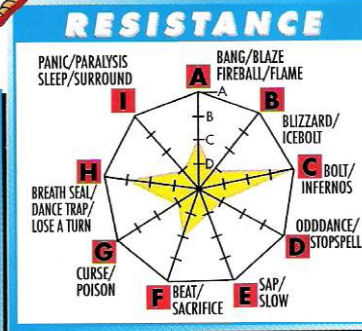 RESISTANCE
PANIC/PARALYSIS
SLEEP/SURROUND
BANG/BLAZE
FIREBALL/FLAME
A
A
B
C
D
I
B
BLIZZARD/
ICEBOLT
H
C
BOLT/
INFERNOS
BREATH SEAL/
DANCE TRAP/
LOSE A TURN
D
ODDDANCE/
STOPSPELL
G
CURSE/
POISON
F
BEAT/
SACRIFICE
E
SAP/
SLOW